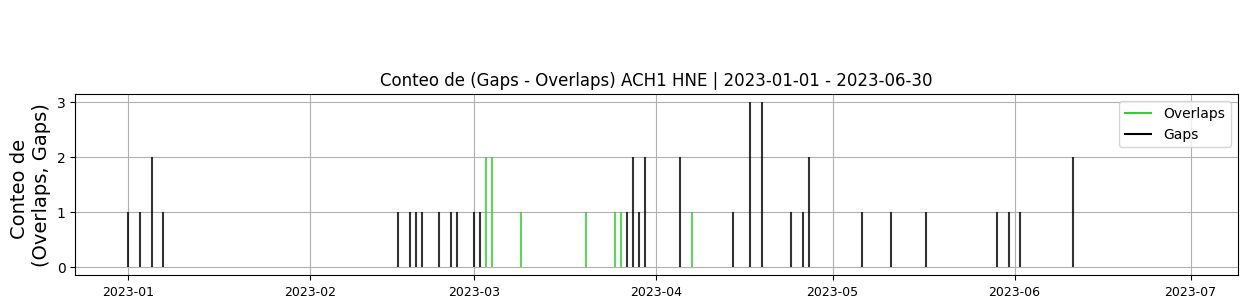 Conteo de (Gaps - Overlaps) ACH1 HNE | 2023-01-01 - 2023-06-30
Conteo de
(Overlaps, Gaps)
3
2
1
0
Overlaps
Gaps
2023-01
2023-02
2023-03
2023-04
2023-05
2023-06
2023-07